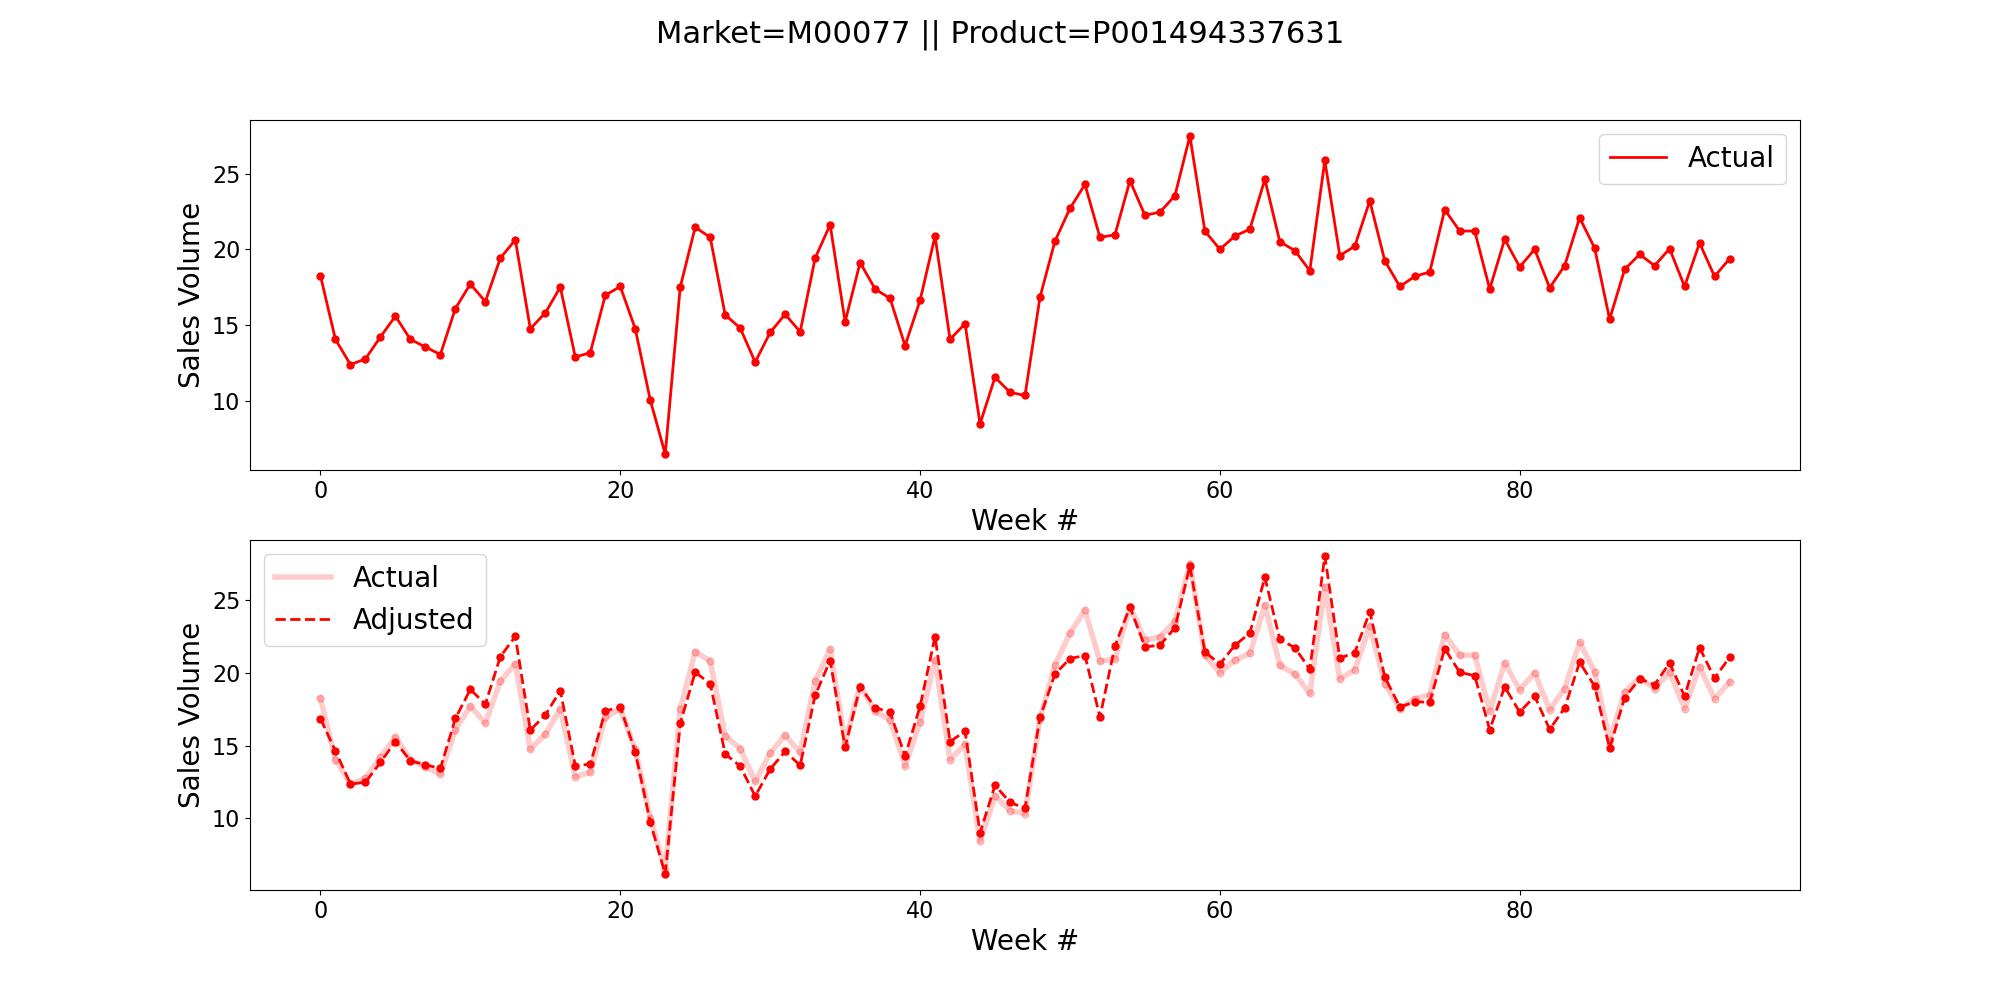 Market=M00077 || Product=P001494337631
25
20
15
10
Sales Volume
Actual
0 20 40 60 80
Week #
25
20
15
10
Sales Volume
Actual
Adjusted
0 20 40 60 80
Week #